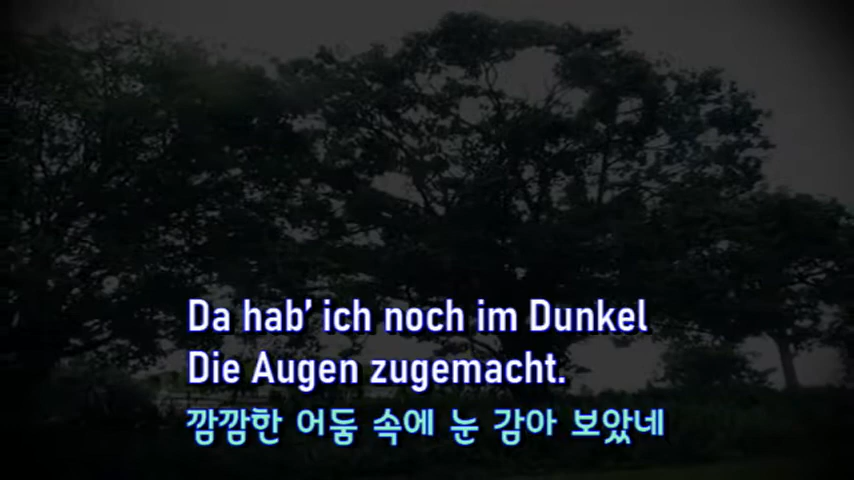 Da hab’ ich noch im Dunkel
Die Augen zugemacht.
깜깜한 어둠 속에 눈 감아 보았네